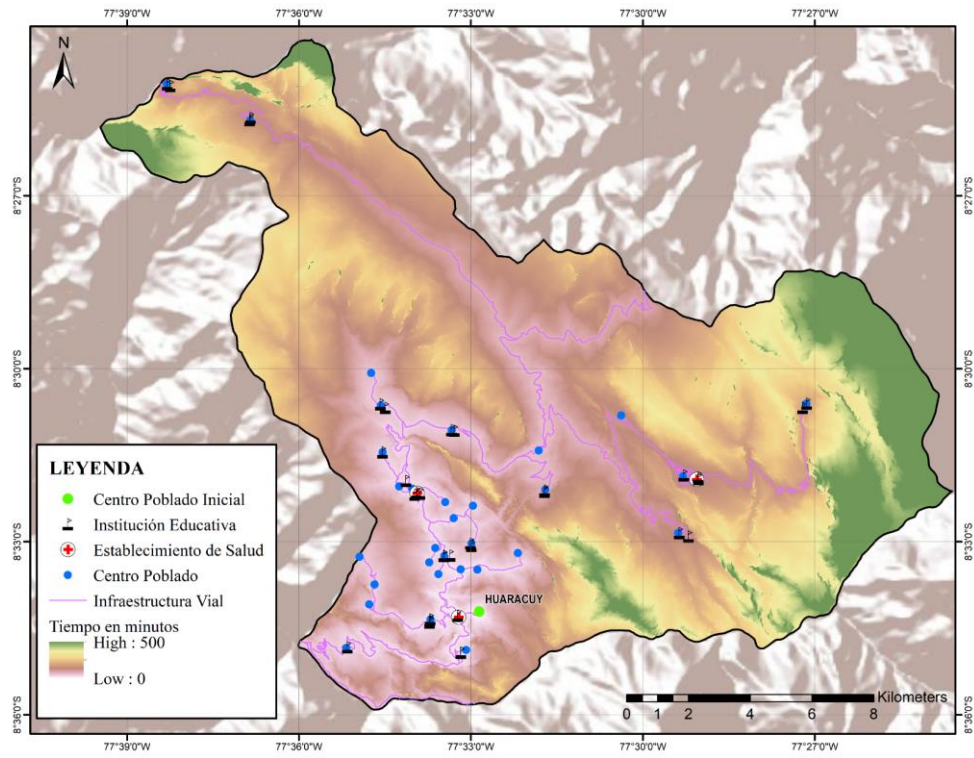 77°39'0"W 77°36'0"W 77°33'0"W 77°30'0"W 77°27'0"W
N
8°27'0"S 8°27'0"S
8°30'0"S 8°30'0"S
8°33'0"S 8°33'0"S
8°36'0"S 8°36'0"S
HUARACUY
LEYENDA
Centro Poblado Inicial
Institución Educativa
Establecimiento de Salud
Centro Poblado
Infraestructura Vial
Tiempo en minutos
High : 500
Low : 0
Kilometers
0 1 2 4 6 8
77°39'0"W 77°36'0"W 77°33'0"W 77°30'0"W 77°27'0"W